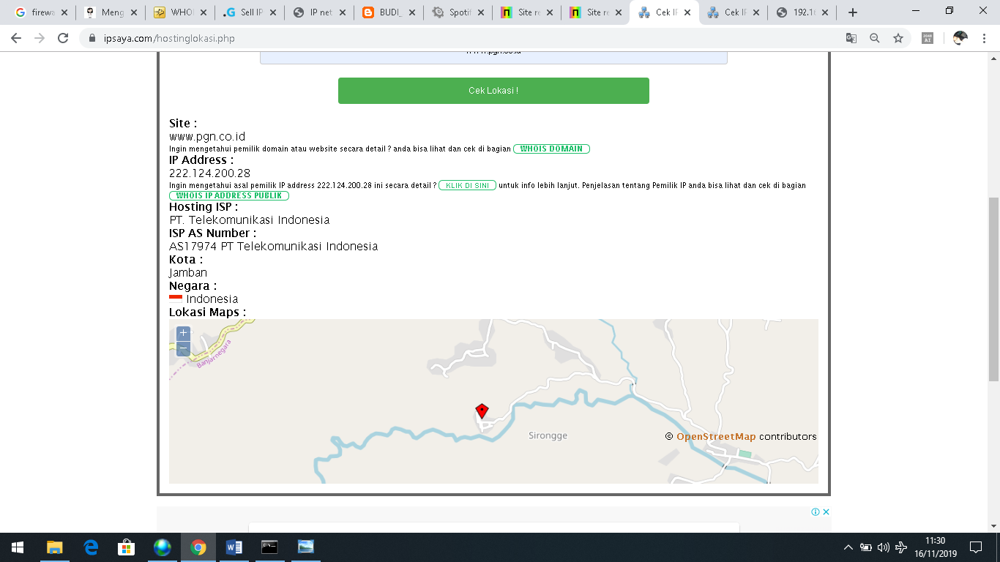 firewa
Meng
WHOI
Sell IP
IP net
BUDI_
Spotif
Site re
Site re
Cek IP
Cek IP
192.16
ipsaya.com/hostinglokasi.php
Cek Lokasi !
Site :
www.pgn.co.id
Ingin mengetahui pemilik domain atau website secara detail ? anda bisa lihat dan cek di bagian WHOIS DOMAIN
IP Address :
222.124.200.28
Ingin mengetahui asal pemilik IP address 222.124.200.28 ini secara detail ? KLIK DI SINI untuk info lebih lanjut. Penjelasan tentang Pemilik IP anda bisa lihat dan cek di bagian
WHOIS IP ADDRESS PUBLIK
Hosting ISP :
PT. Telekomunikasi Indonesia
ISP AS Number :
AS17974 PT Telekomunikasi Indonesia
Kota :
Jamban
Negara :
Indonesia
Lokasi Maps :
+
−
Banjarnegara
Sirongge
© OpenStreetMap contributors
11:30
16/11/2019